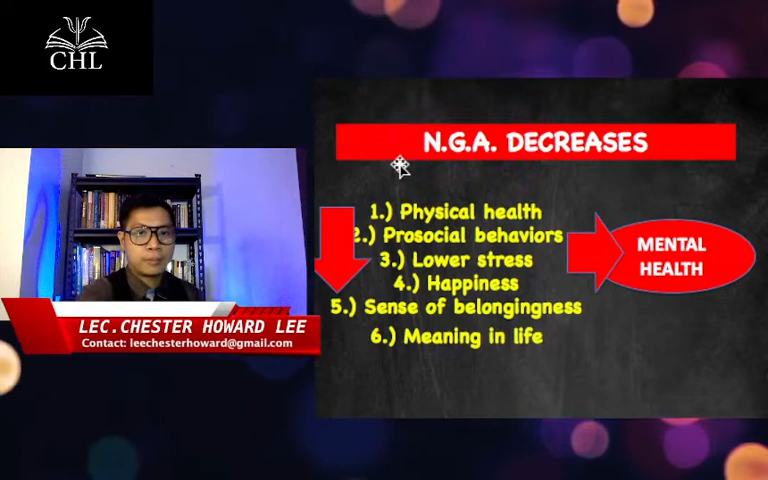 CHL
N.G.A. DECREASES
1.) Physical health
2.) Prosocial behaviors
3.) Lower stress
4.) Happiness
5.) Sense of belongingness
6.) Meaning in life
MENTAL
HEALTH
LEC.CHESTER HOWARD LEE
Contact: leechesterhoward@gmail.com